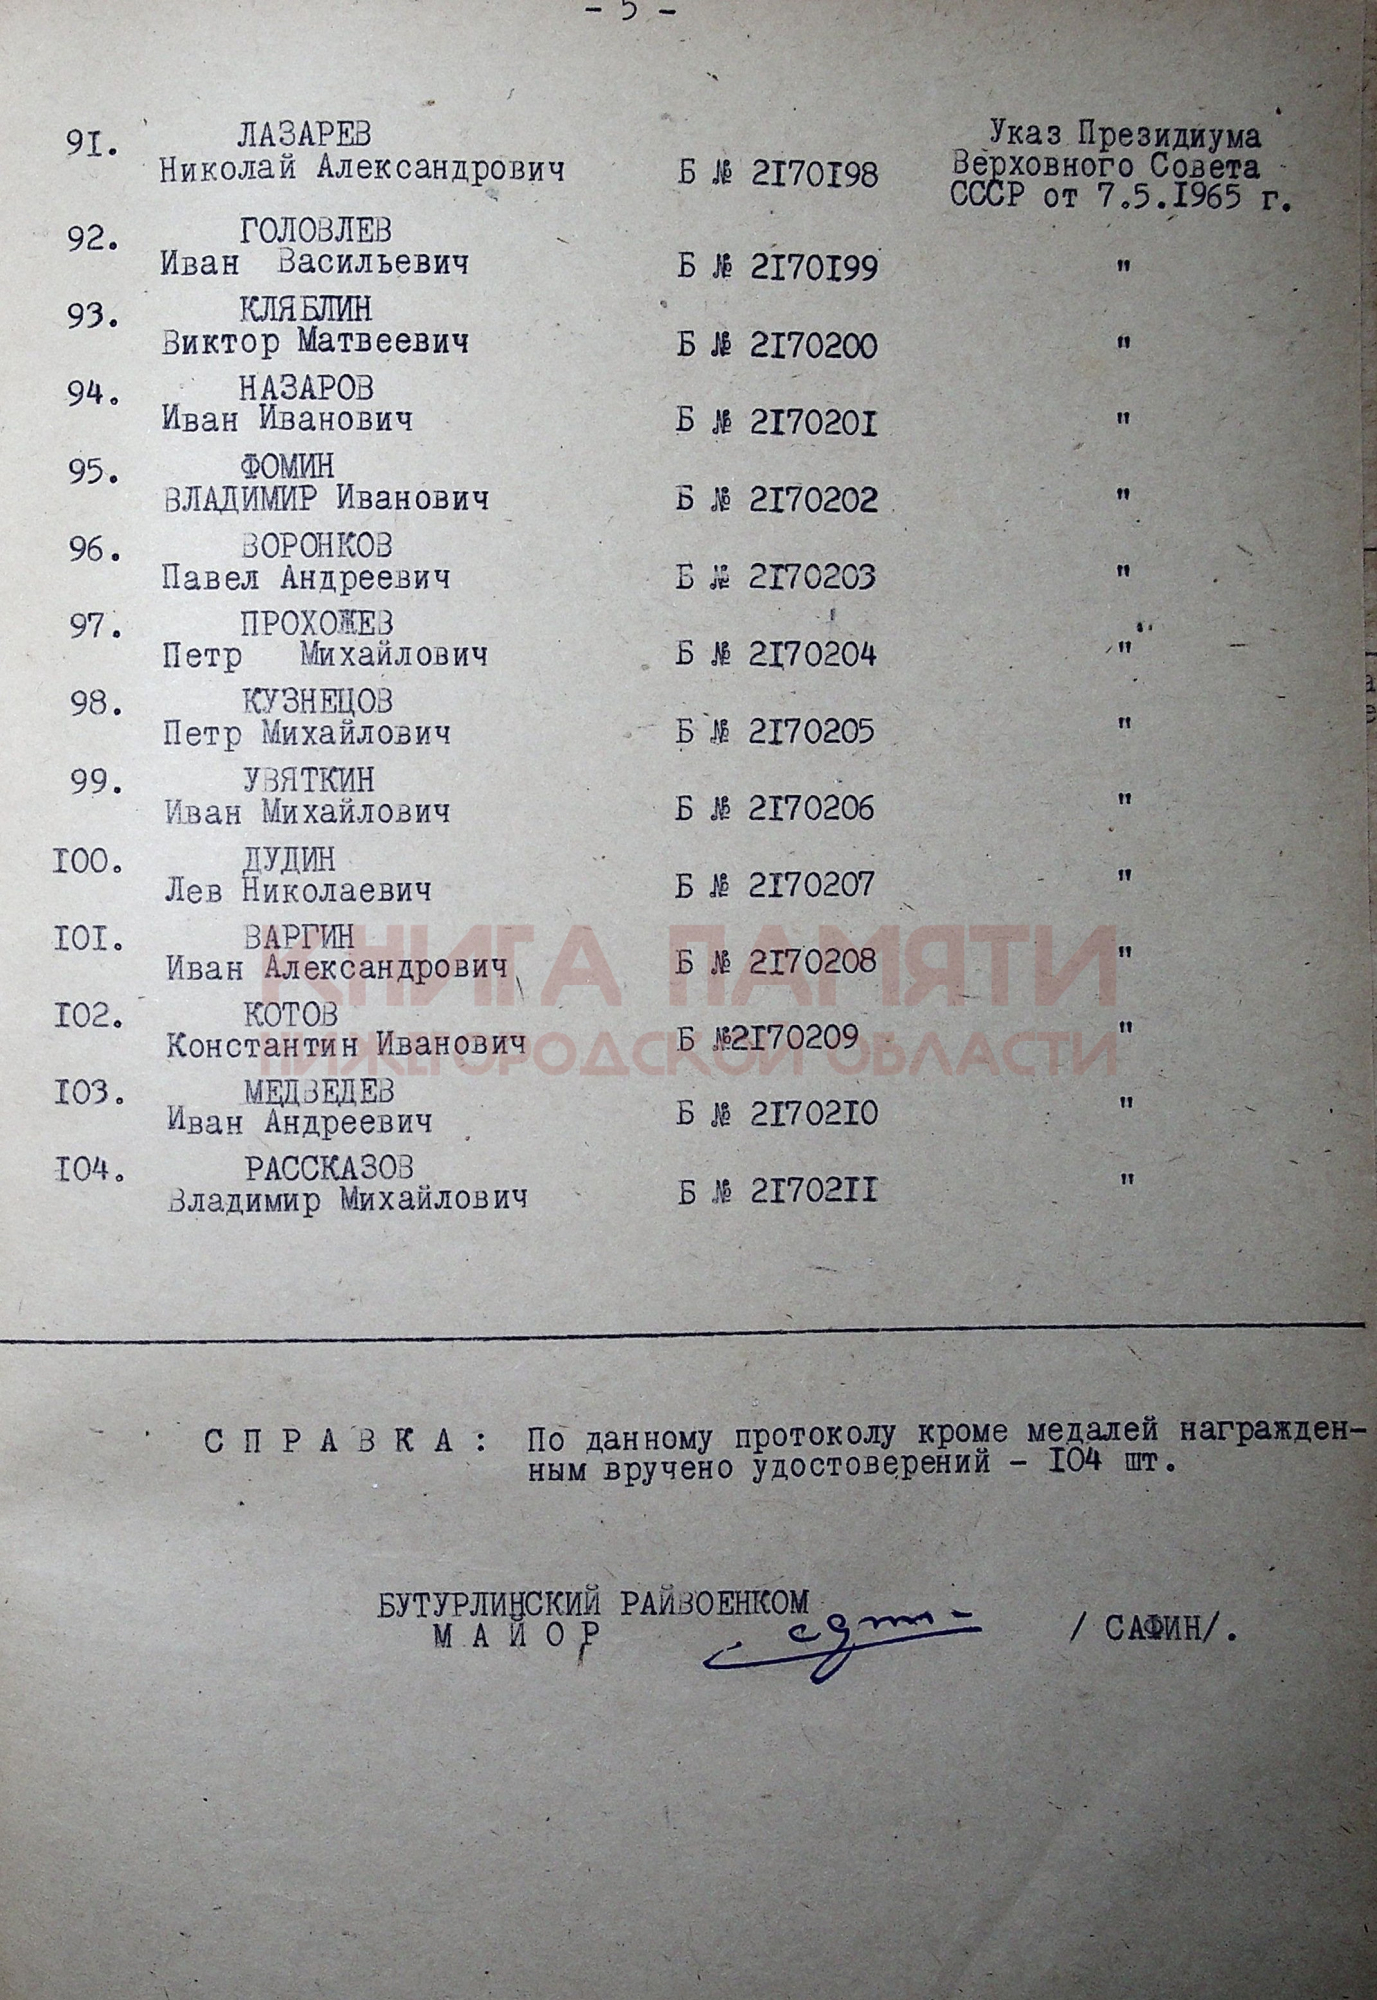 - 5 -
91. ЛАЗАРЕВ
Николай Александрович Б № 2170198 Указ Президиума
Верховного Совета
СССР от 7.5.1965 г.
92. ГОЛОВЛЕВ
Иван Васильевич Б № 2170199 "
93. КЛЯБЛИН
Виктор Матвеевич Б № 2170200 "
94. НАЗАРОВ
Иван Иванович Б № 2170201 "
95. ФОМИН
ВЛАДИМИР Иванович Б № 2170202 "
96. ВОРОНКОВ
Павел Андреевич Б № 2170203 "
97. ПРОХОЖЕВ
Петр Михайлович Б № 2170204 "
98. КУЗНЕЦОВ
Петр Михайлович Б № 2170205 "
99. УВЯТКИН
Иван Михайлович Б № 2170206 "
100. ДУДИН
Лев Николаевич Б № 2170207 "
101. ВАРГИН
Иван Александрович Б № 2170208 "
КНИГА ПАМЯТИ
102. КОТОВ
Константин Иванович Б №2170209 "
НИЖЕГОРОДСКОЙ ОБЛАСТИ
103. МЕДВЕДЕВ
Иван Андреевич Б № 2170210 "
104. РАССКАЗОВ
Владимир Михайлович Б № 2170211 "
С П Р А В К А : По данному протоколу кроме медалей награжден-
ным вручено удостоверений - 104 шт.
БУТУРЛИНСКИЙ РАЙВОЕНКОМ
М А Й О Р / САФИН/.